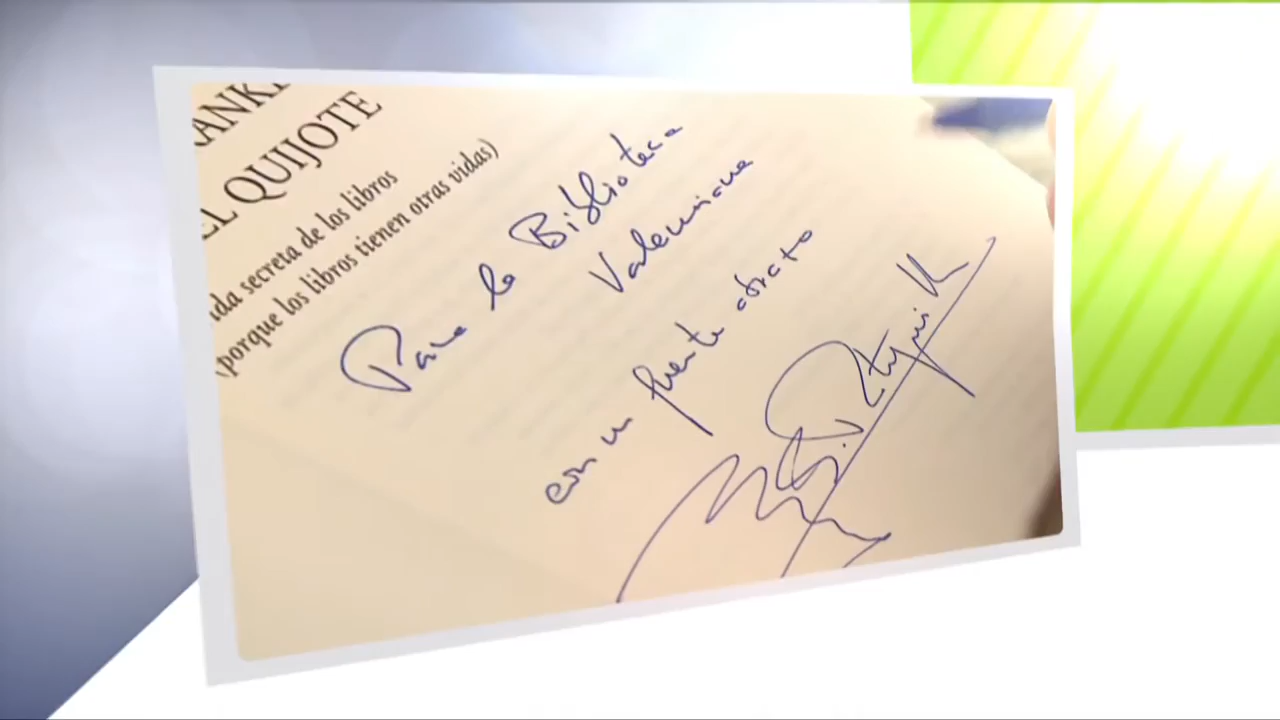 EL QUIJOTE
ida secreta de los libros
(porque los libros tienen otras vidas)
Para la Biblioteca
Valenciana
con un fuerte abrazo